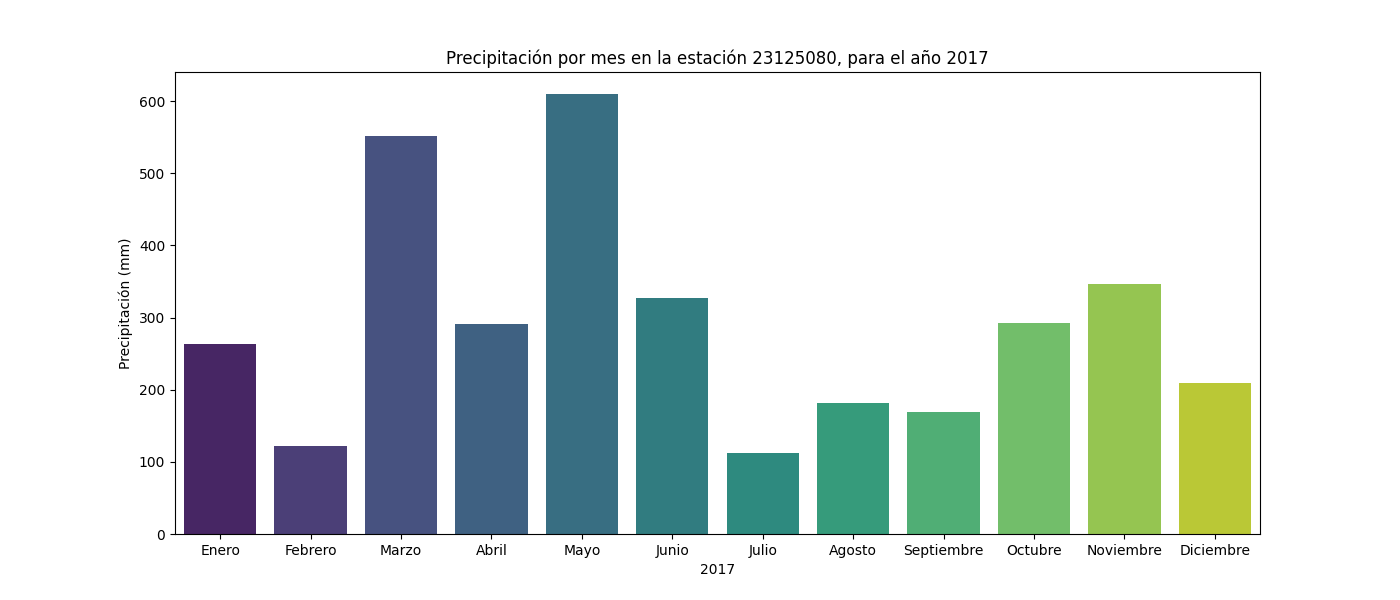 Precipitación por mes en la estación 23125080, para el año 2017
Precipitación (mm)
600
500
400
300
200
100
0
Enero Febrero Marzo Abril Mayo Junio Julio Agosto Septiembre Octubre Noviembre Diciembre
2017